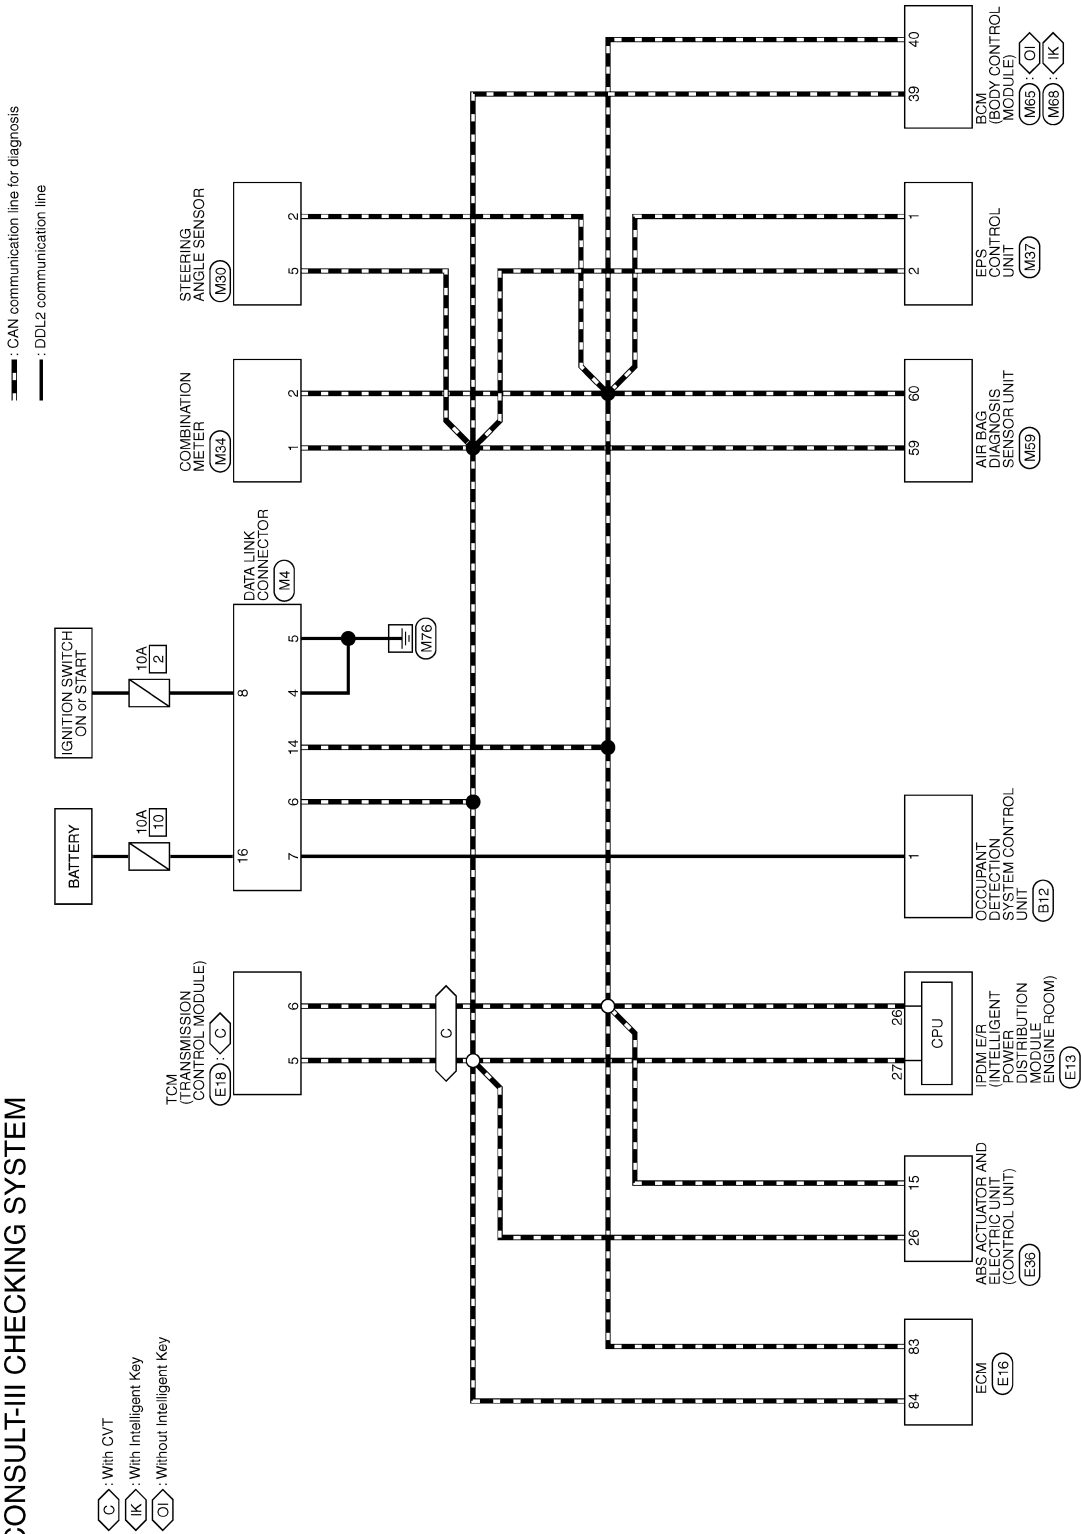 CONSULT-III CHECKING SYSTEM
: CAN communication line for diagnosis
: DDL2 communication line
C : With CVT
IK : With Intelligent Key
OI : Without Intelligent Key
BATTERY
IGNITION SWITCH
ON or START
10A
10
10A
2
TCM
(TRANSMISSION
CONTROL MODULE)
E18 : C
5
6
16
8
DATA LINK
CONNECTOR
M4
7
6
14
4
5
M76
COMBINATION
METER
M34
1
2
STEERING
ANGLE SENSOR
M30
5
2
C
84
83
ECM
E16
26
15
ABS ACTUATOR AND
ELECTRIC UNIT
(CONTROL UNIT)
E36
27
26
CPU
IPDM E/R
(INTELLIGENT
POWER
DISTRIBUTION
MODULE
ENGINE ROOM)
E13
1
OCCUPANT
DETECTION
SYSTEM CONTROL
UNIT
B12
59
60
AIR BAG
DIAGNOSIS
SENSOR UNIT
M59
2
1
EPS
CONTROL
UNIT
M37
39
40
BCM
(BODY CONTROL
MODULE)
M65 : OI
M68 : IK